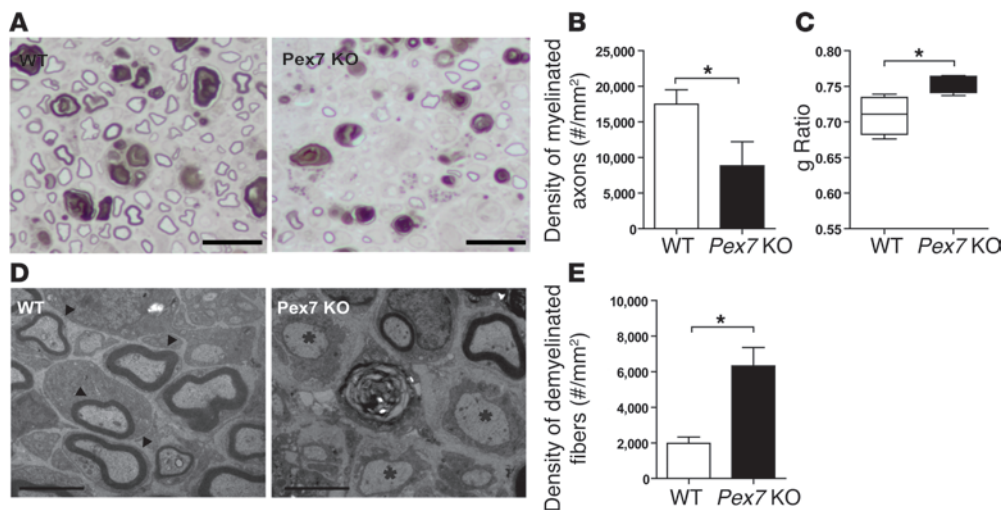 A
WT
Pex7 KO
B
Density of myelinated
axons (#/mm²)
25,000
20,000
15,000
10,000
5,000
0
*
WT
Pex7 KO
C
g Ratio
0.80
0.75
0.70
0.65
0.60
0.55
*
WT
Pex7 KO
D
WT
Pex7 KO
*
*
*
E
Density of demyelinated
fibers (#/mm²)
10,000
8,000
6,000
4,000
2,000
0
*
WT
Pex7 KO